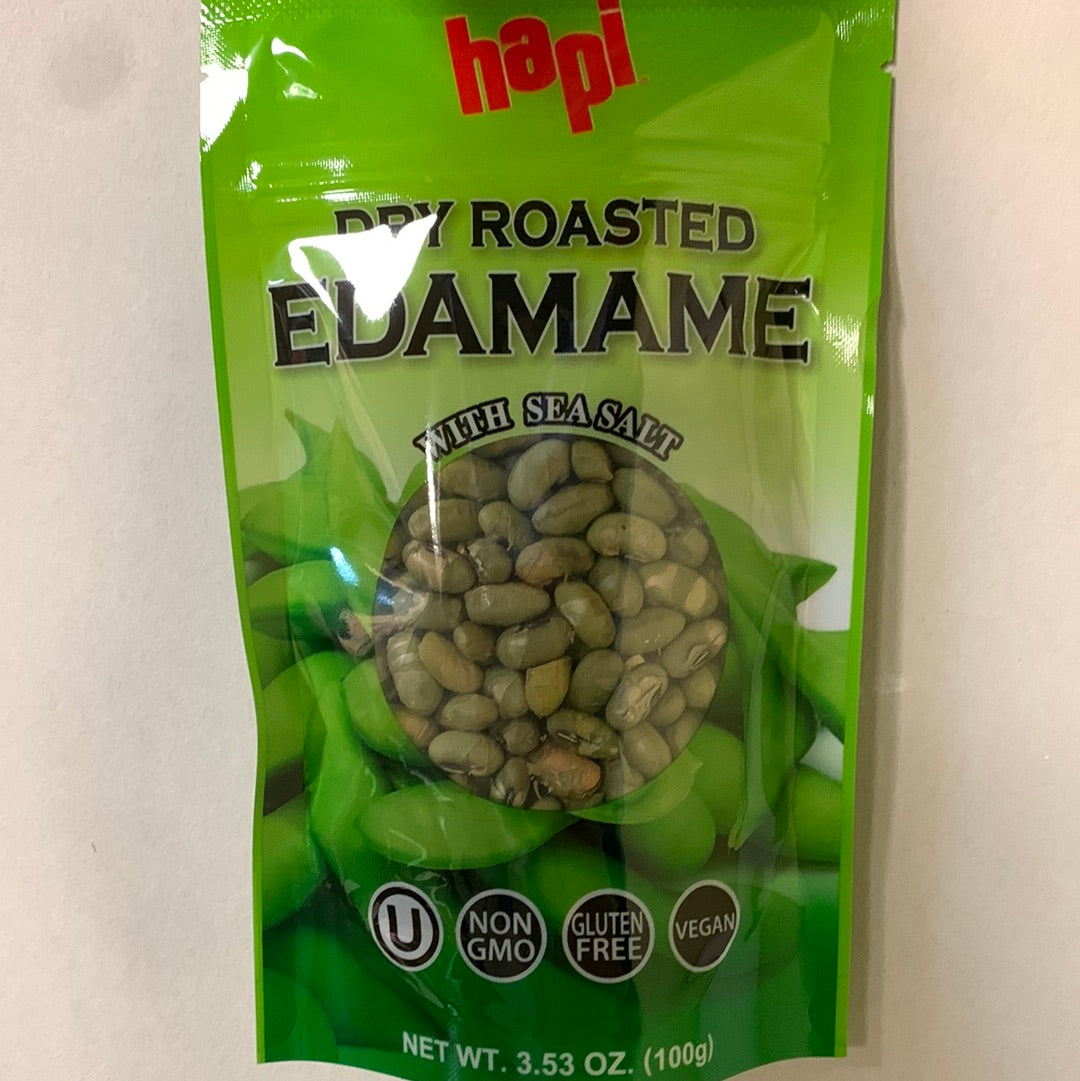 hapi
DRY ROASTED
EDAMAME
WITH SEA SALT
U
NON
GMO
GLUTEN
FREE
VEGAN
NET WT. 3.53 OZ. (100g)